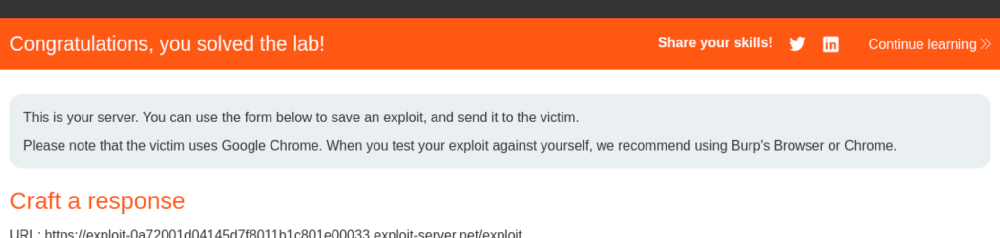 Congratulations, you solved the lab!
Share your skills!
Continue learning
This is your server. You can use the form below to save an exploit, and send it to the victim.
Please note that the victim uses Google Chrome. When you test your exploit against yourself, we recommend using Burp's Browser or Chrome.
Craft a response
URL: https://exploit-0a72001d04145d7f8011b1c801e00033.exploit-server.net/exploit